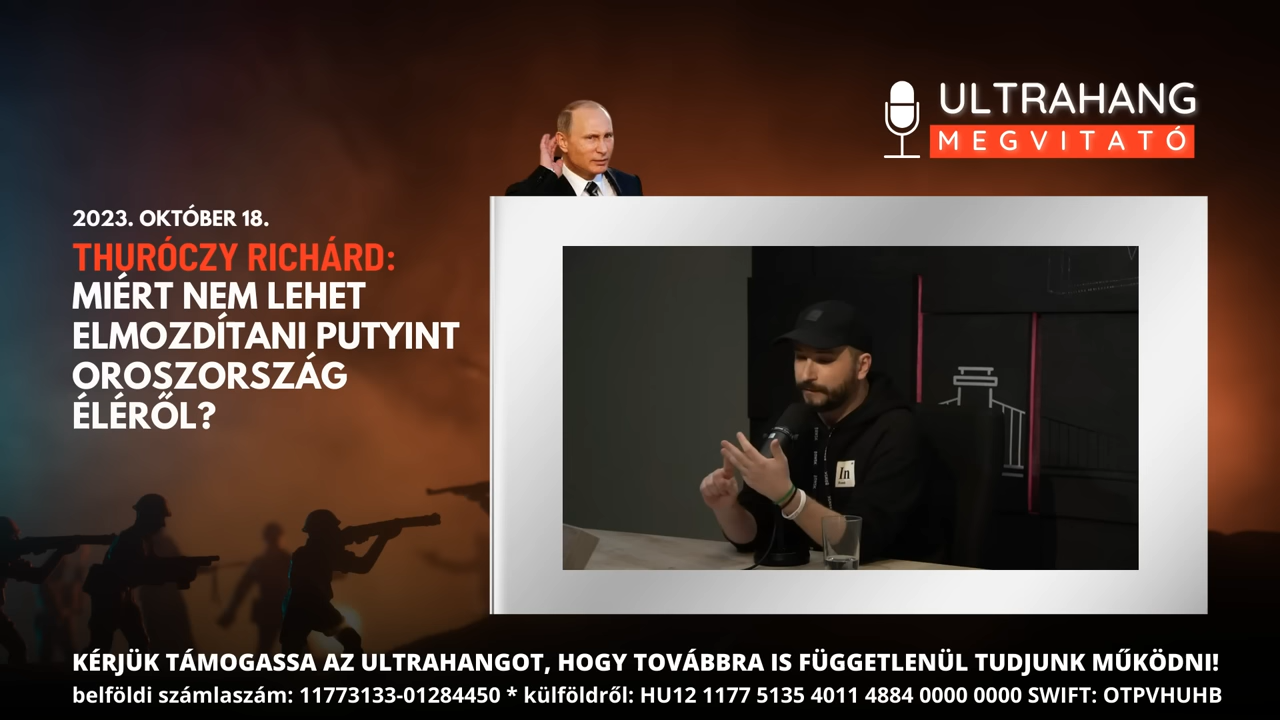 ULTRAHANG
MEGVITATÓ
2023. OKTÓBER 18.
THURÓCZY RICHÁRD:
MIÉRT NEM LEHET
ELMOZDÍTANI PUTYINT
OROSZORSZÁG
ÉLÉRŐL?
In
KÉRJÜK TÁMOGASSA AZ ULTRAHANGOT, HOGY TOVÁBBRA IS FÜGGETLENÜL TUDJUNK MŰKÖDNI!
belföldi számlaszám: 11773133-01284450 * külföldről: HU12 1177 5135 4011 4884 0000 0000 SWIFT: OTPVHUHB